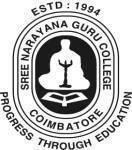 ESTD : 1994
SREE NARAYANA GURU COLLEGE
COIMBATORE
PROGRESS THROUGH EDUCATION